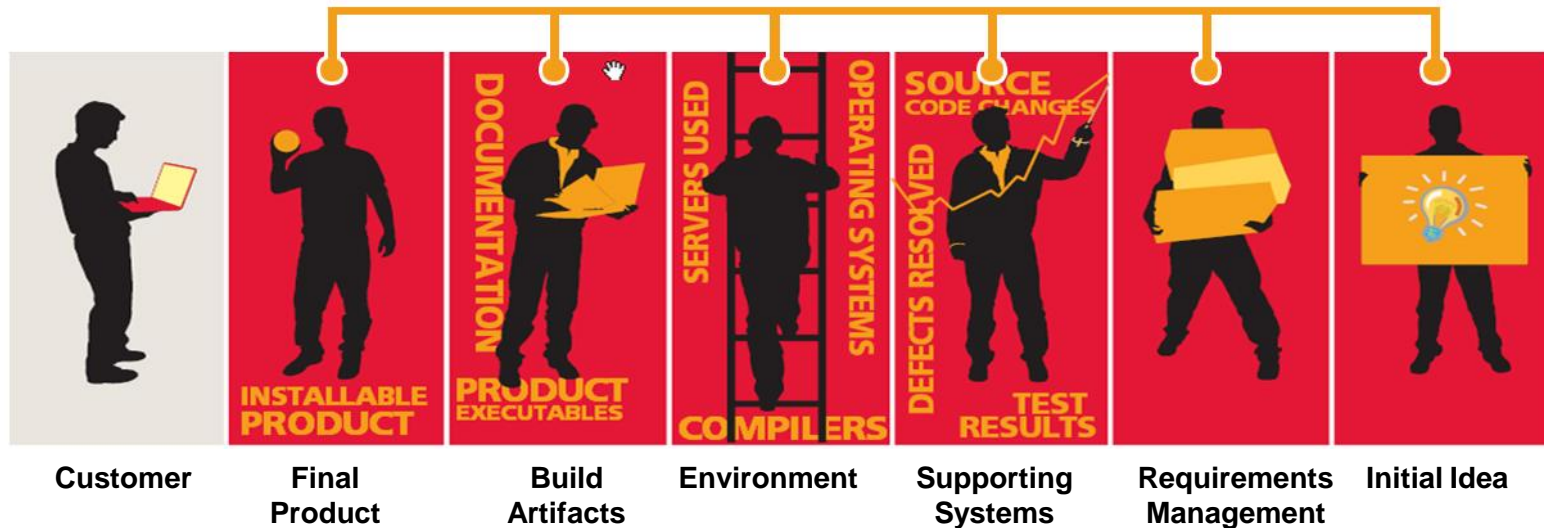 INSTALLABLE
PRODUCT
DOCUMENTATION
PRODUCT
EXECUTABLES
SERVERS USED
OPERATING SYSTEMS
COMPILERS
SOURCE
CODE CHANGES
DEFECTS RESOLVED
TEST
RESULTS
Customer
Final
Product
Build
Artifacts
Environment
Supporting
Systems
Requirements
Management
Initial Idea